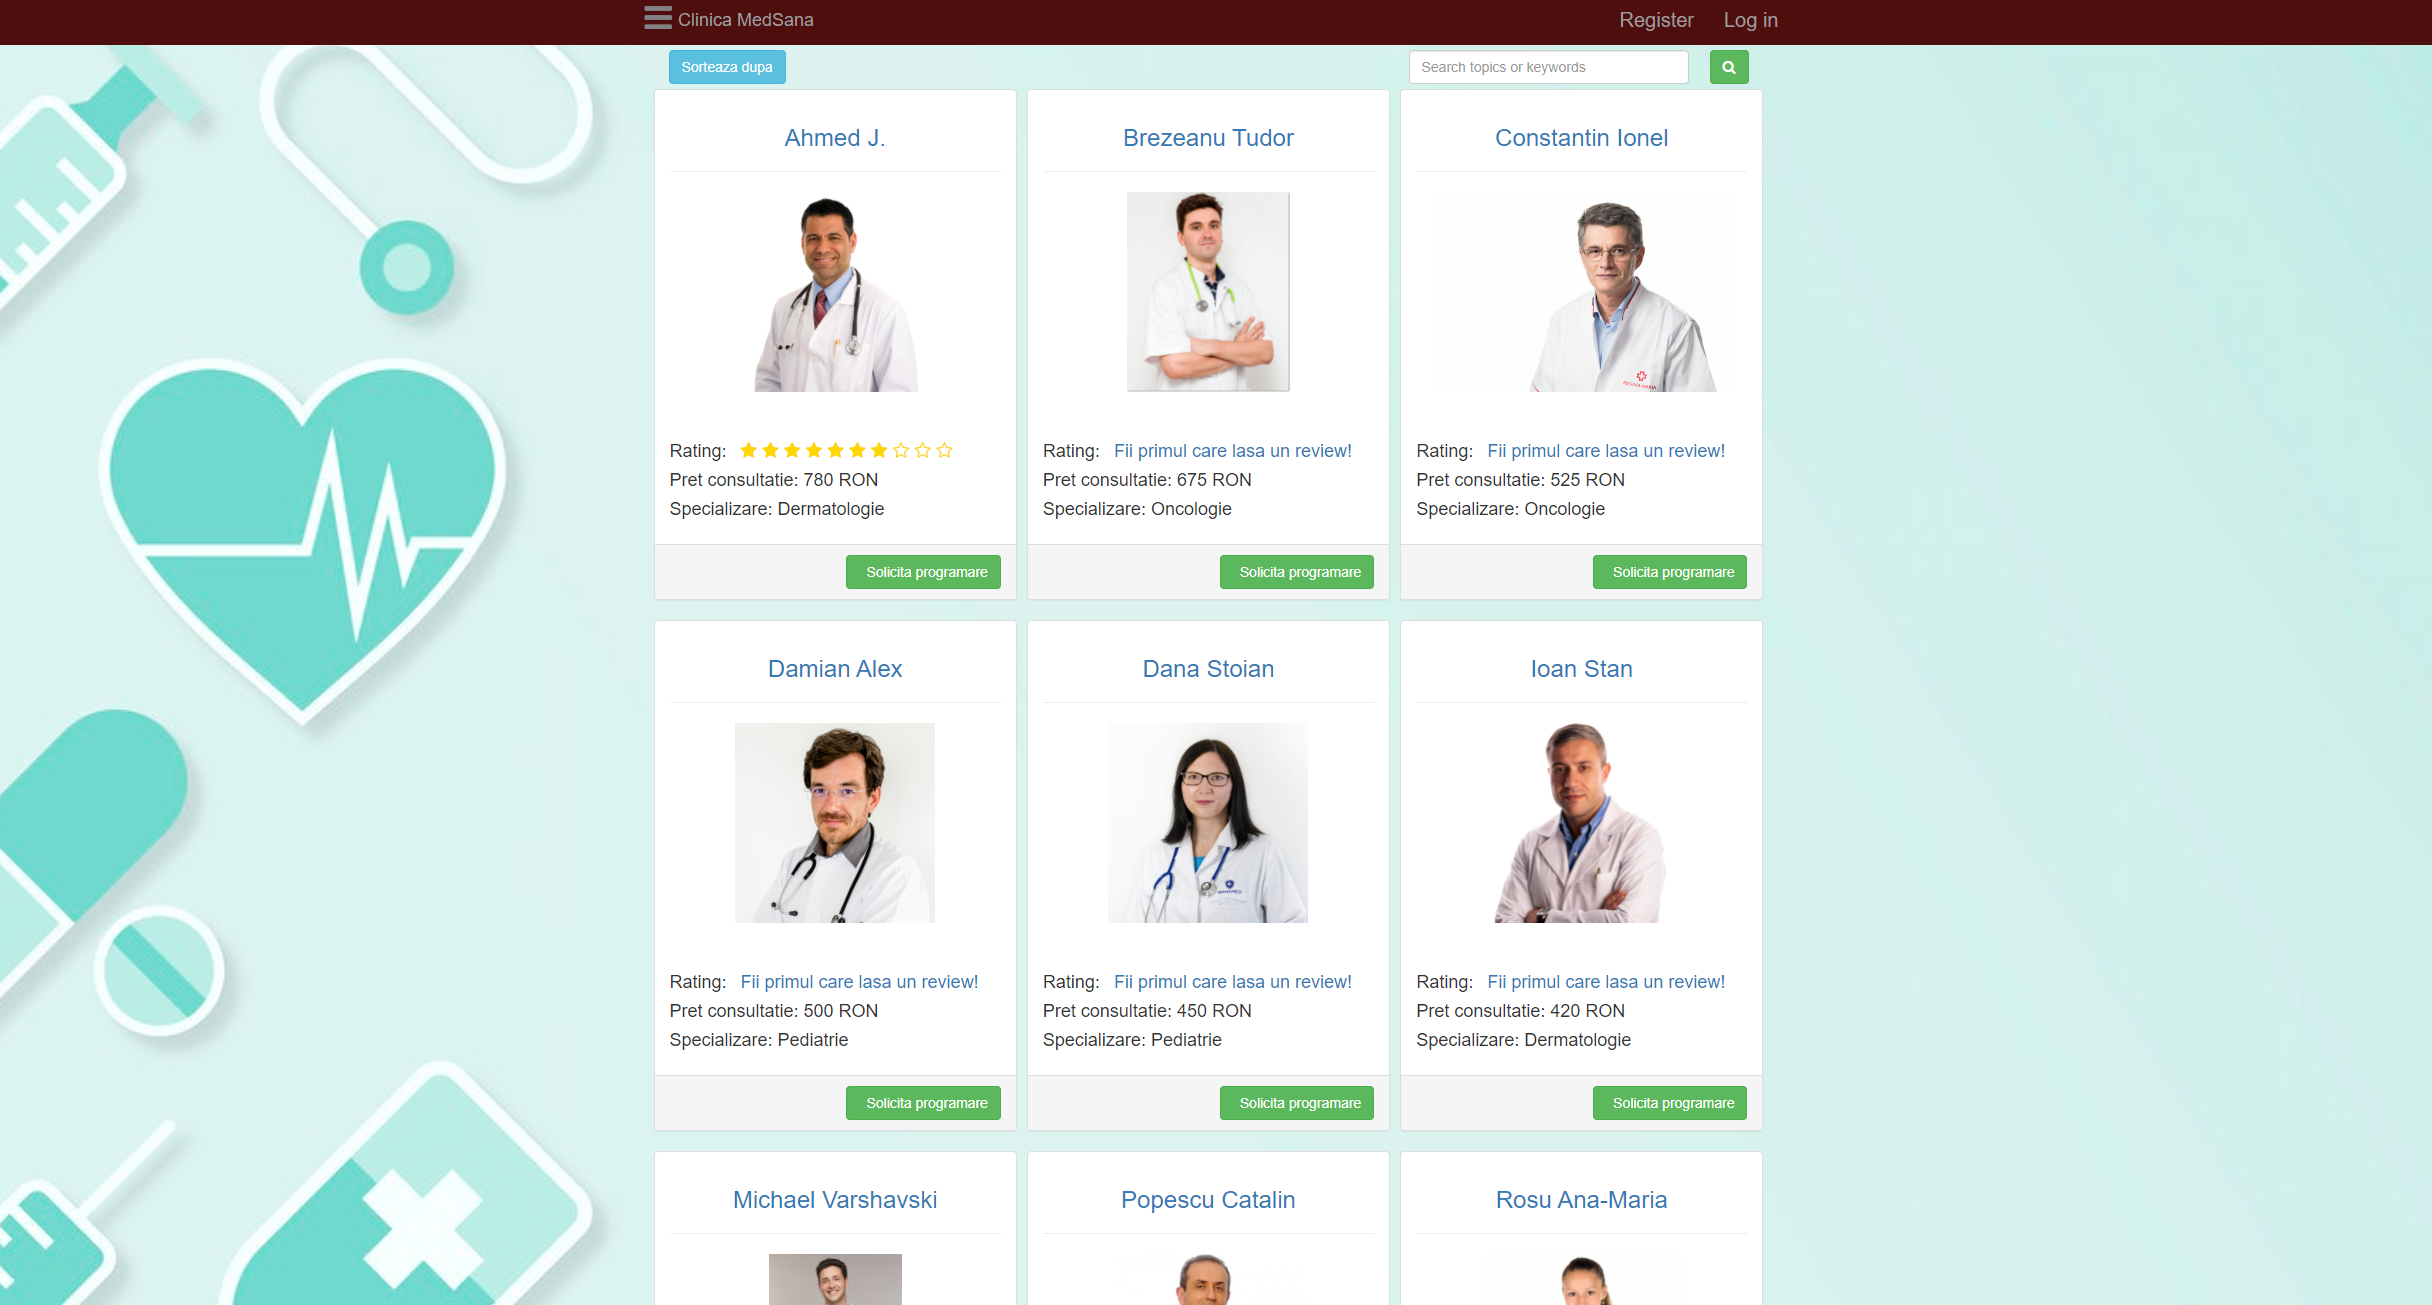 Clinica MedSana
Register Log in
Sorteaza dupa
Search topics or keywords
Ahmed J.
Rating:
Pret consultatie: 780 RON
Specializare: Dermatologie
Solicita programare
Brezeanu Tudor
Rating: Fii primul care lasa un review!
Pret consultatie: 675 RON
Specializare: Oncologie
Solicita programare
Constantin Ionel
Rating: Fii primul care lasa un review!
Pret consultatie: 525 RON
Specializare: Oncologie
Solicita programare
Damian Alex
Rating: Fii primul care lasa un review!
Pret consultatie: 500 RON
Specializare: Pediatrie
Solicita programare
Dana Stoian
Rating: Fii primul care lasa un review!
Pret consultatie: 450 RON
Specializare: Pediatrie
Solicita programare
Ioan Stan
Rating: Fii primul care lasa un review!
Pret consultatie: 420 RON
Specializare: Dermatologie
Solicita programare
Michael Varshavski
Popescu Catalin
Rosu Ana-Maria